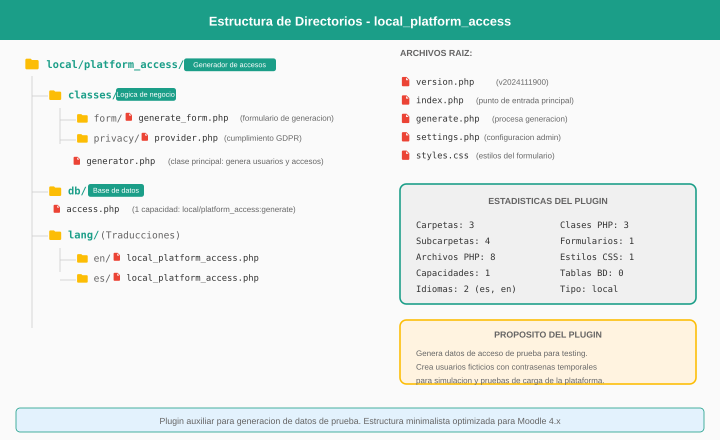 Estructura de Directorios - local_platform_access
local/platform_access/ Generador de accesos
classes/ Logica de negocio
form/ generate_form.php (formulario de generacion)
privacy/ provider.php (cumplimiento GDPR)
generator.php (clase principal: genera usuarios y accesos)
db/ Base de datos
access.php (1 capacidad: local/platform_access:generate)
lang/ (Traducciones)
en/ local_platform_access.php
es/ local_platform_access.php
ARCHIVOS RAIZ:
version.php (v2024111900)
index.php (punto de entrada principal)
generate.php (procesa generacion)
settings.php (configuracion admin)
styles.css (estilos del formulario)
ESTADISTICAS DEL PLUGIN
Carpetas: 3 Clases PHP: 3
Subcarpetas: 4 Formularios: 1
Archivos PHP: 8 Estilos CSS: 1
Capacidades: 1 Tablas BD: 0
Idiomas: 2 (es, en) Tipo: local
PROPOSITO DEL PLUGIN
Genera datos de acceso de prueba para testing.
Crea usuarios ficticios con contrasenas temporales
para simulacion y pruebas de carga de la plataforma.
Plugin auxiliar para generacion de datos de prueba. Estructura minimalista optimizada para Moodle 4.x